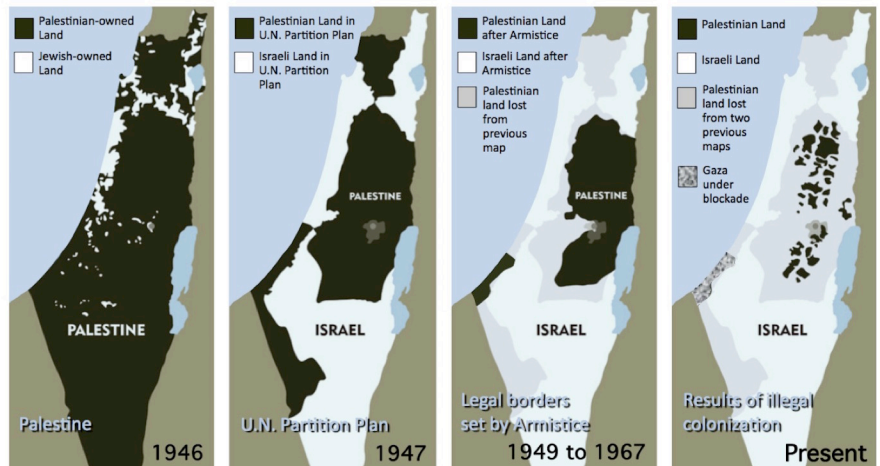 Palestinian-owned
Land
Jewish-owned
Land
PALESTINE
Palestine
1946
Palestinian Land in
U.N. Partition Plan
Israeli Land in
U.N. Partition
Plan
PALESTINE
ISRAEL
U.N. Partition Plan
1947
Palestinian Land
after Armistice
Israeli Land after
Armistice
Palestinian
land lost
from
previous
map
PALESTINE
ISRAEL
Legal borders
set by Armistice
1949 to 1967
Palestinian Land
Israeli Land
Palestinian
land lost
from two
previous
maps
Gaza
under
blockade
ISRAEL
Results of illegal
colonization
Present